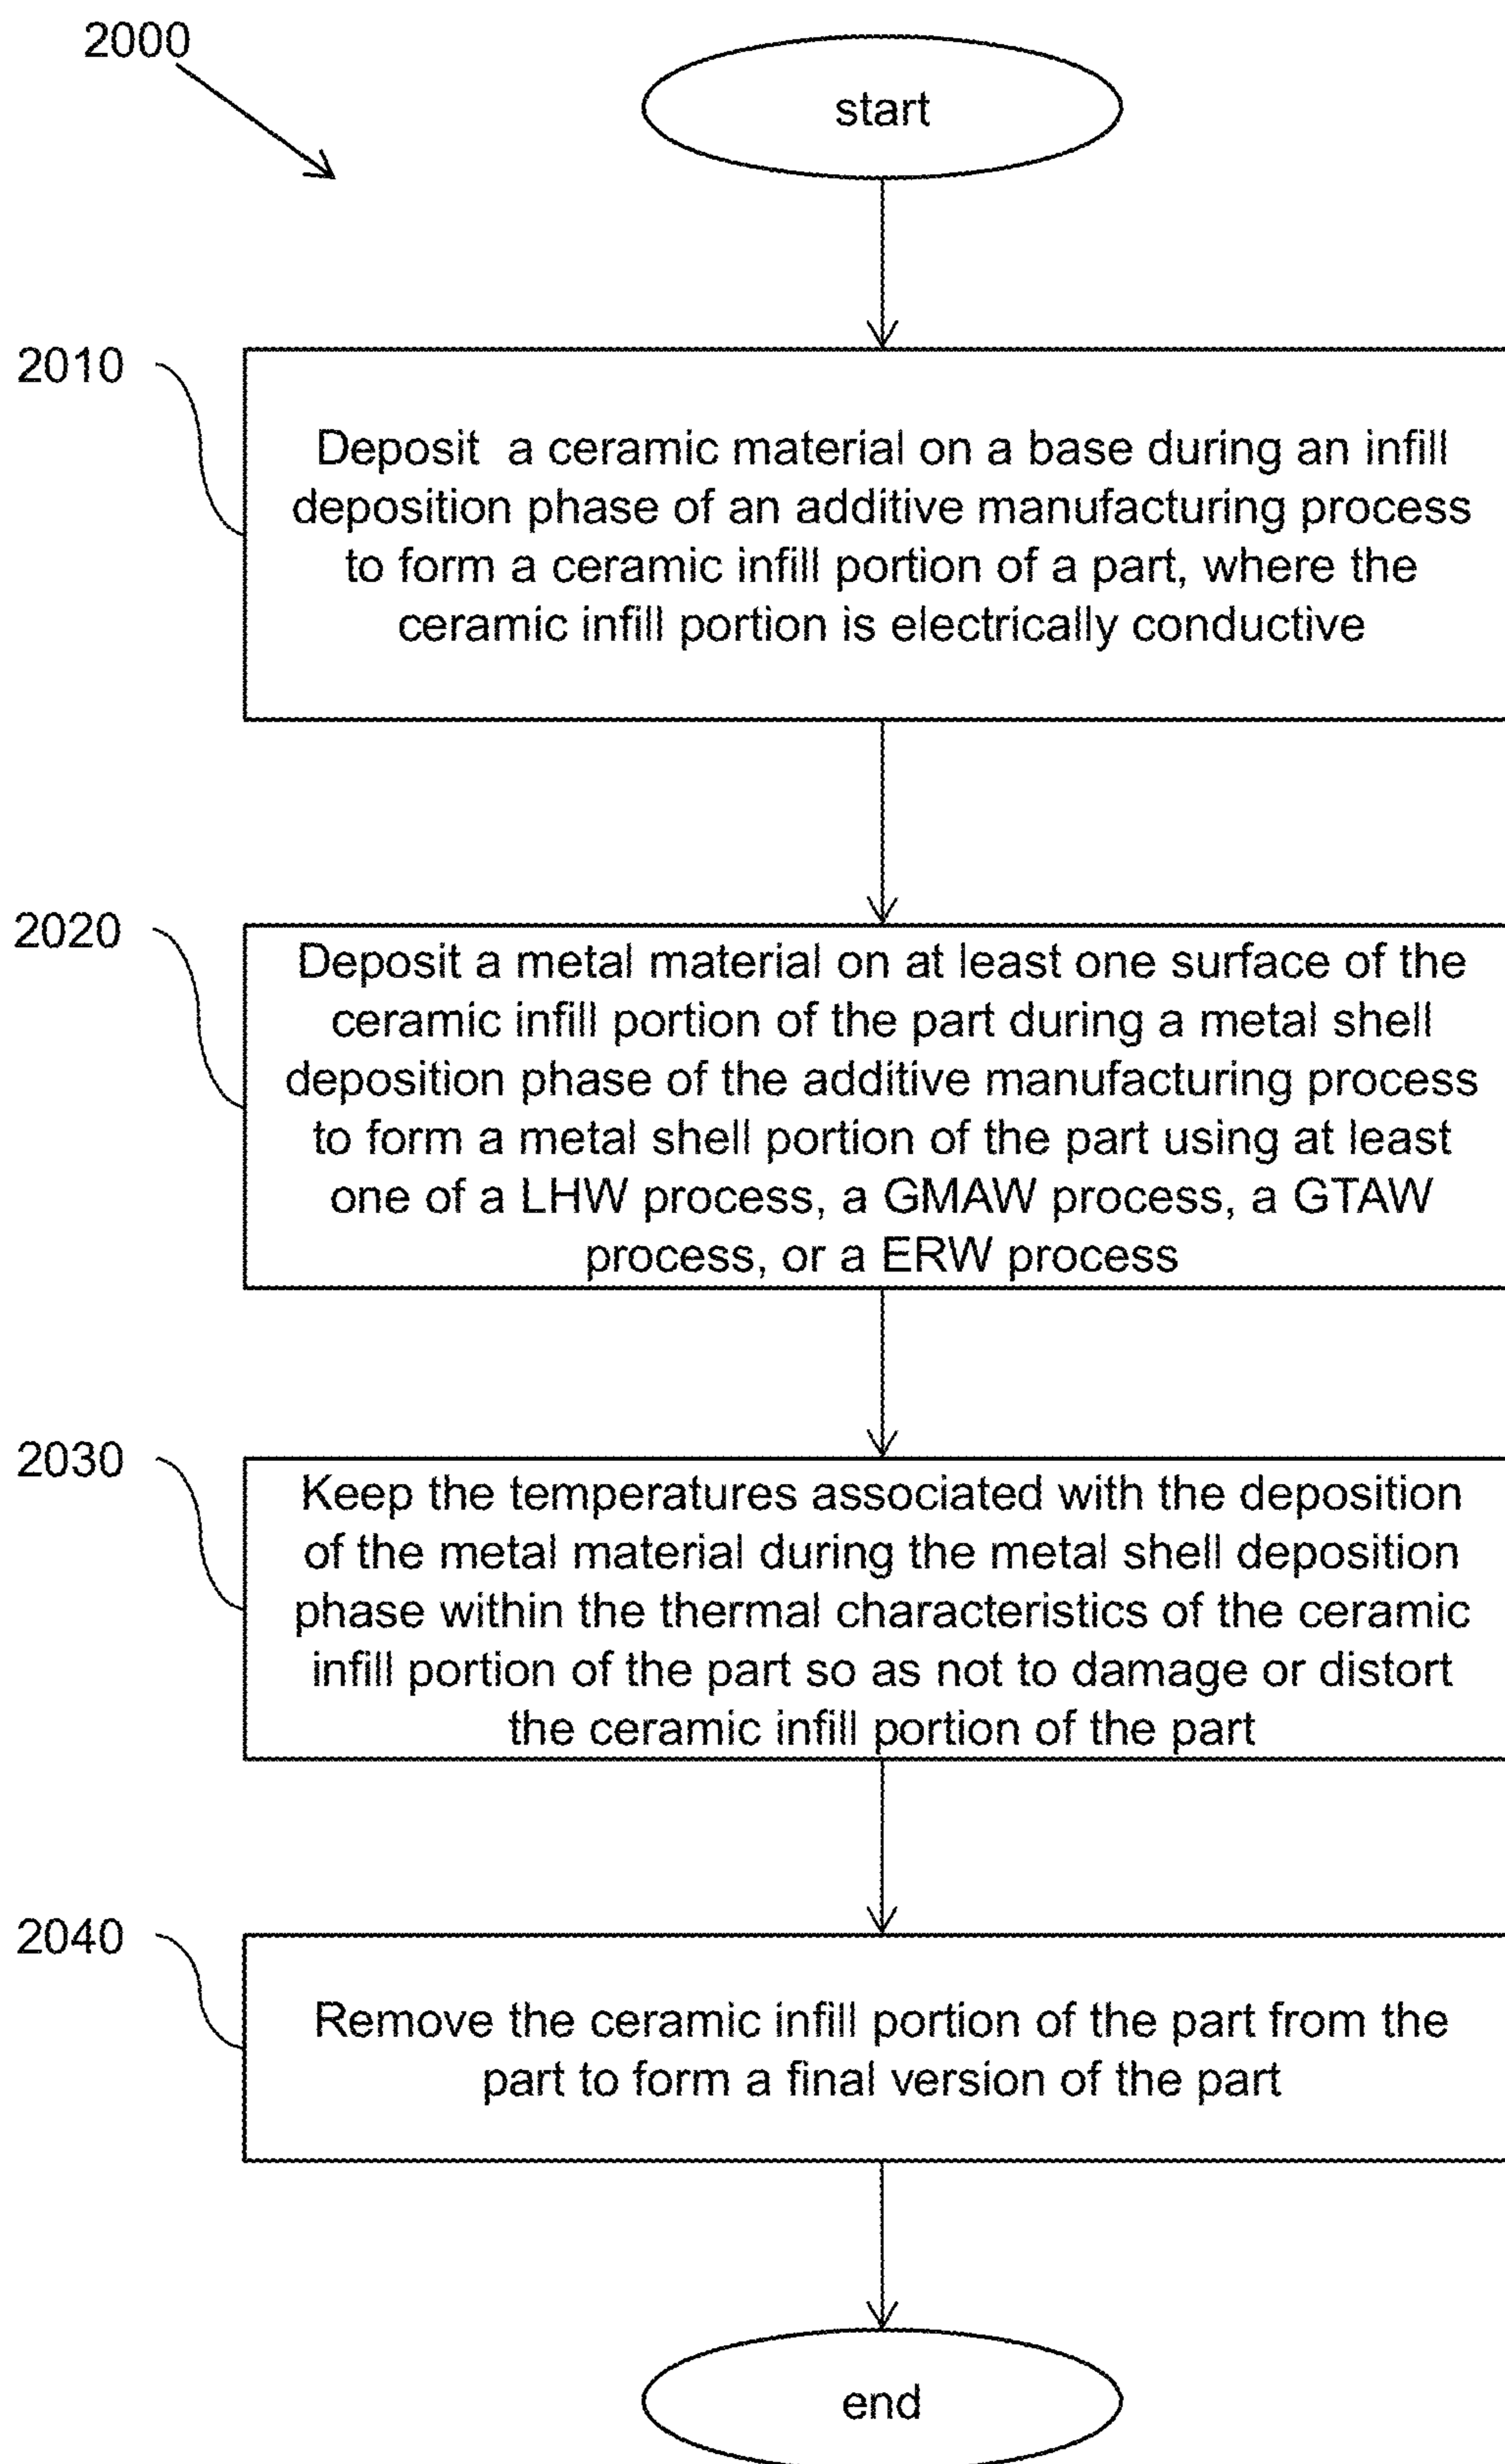 2000
start
2010
Deposit a ceramic material on a base during an infill
deposition phase of an additive manufacturing process
to form a ceramic infill portion of a part, where the
ceramic infill portion is electrically conductive
2020
Deposit a metal material on at least one surface of the
ceramic infill portion of the part during a metal shell
deposition phase of the additive manufacturing process
to form a metal shell portion of the part using at least
one of a LHW process, a GMAW process, a GTAW
process, or a ERW process
2030
Keep the temperatures associated with the deposition
of the metal material during the metal shell deposition
phase within the thermal characteristics of the ceramic
infill portion of the part so as not to damage or distort
the ceramic infill portion of the part
2040
Remove the ceramic infill portion of the part from the
part to form a final version of the part
end